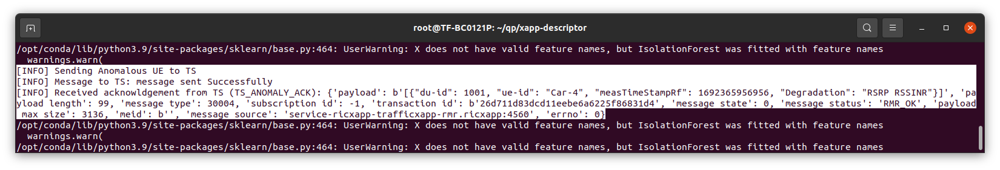 root@TF-BC0121P: ~/qp/xapp-descriptor
/opt/conda/lib/python3.9/site-packages/sklearn/base.py:464: UserWarning: X does not have valid feature names, but IsolationForest was fitted with feature names
  warnings.warn(
[INFO] Sending Anomalous UE to TS
[INFO] Message to TS: message sent Successfully
[INFO] Received acknowldgement from TS (TS_ANOMALY_ACK): {'payload': b'[{"du-id": 1001, "ue-id": "Car-4", "measTimeStampRf": 1692365956956, "Degradation": "RSRP RSSINR"}]', 'pa
yload length': 99, 'message type': 30004, 'subscription id': -1, 'transaction id': b'26d711d83dcd11eebe6a6225f86831d4', 'message state': 0, 'message status': 'RMR_OK', 'payload
 max size': 3136, 'meid': b'', 'message source': 'service-ricxapp-trafficxapp-rmr.ricxapp:4560', 'errno': 0}
/opt/conda/lib/python3.9/site-packages/sklearn/base.py:464: UserWarning: X does not have valid feature names, but IsolationForest was fitted with feature names
  warnings.warn(
/opt/conda/lib/python3.9/site-packages/sklearn/base.py:464: UserWarning: X does not have valid feature names, but IsolationForest was fitted with feature names